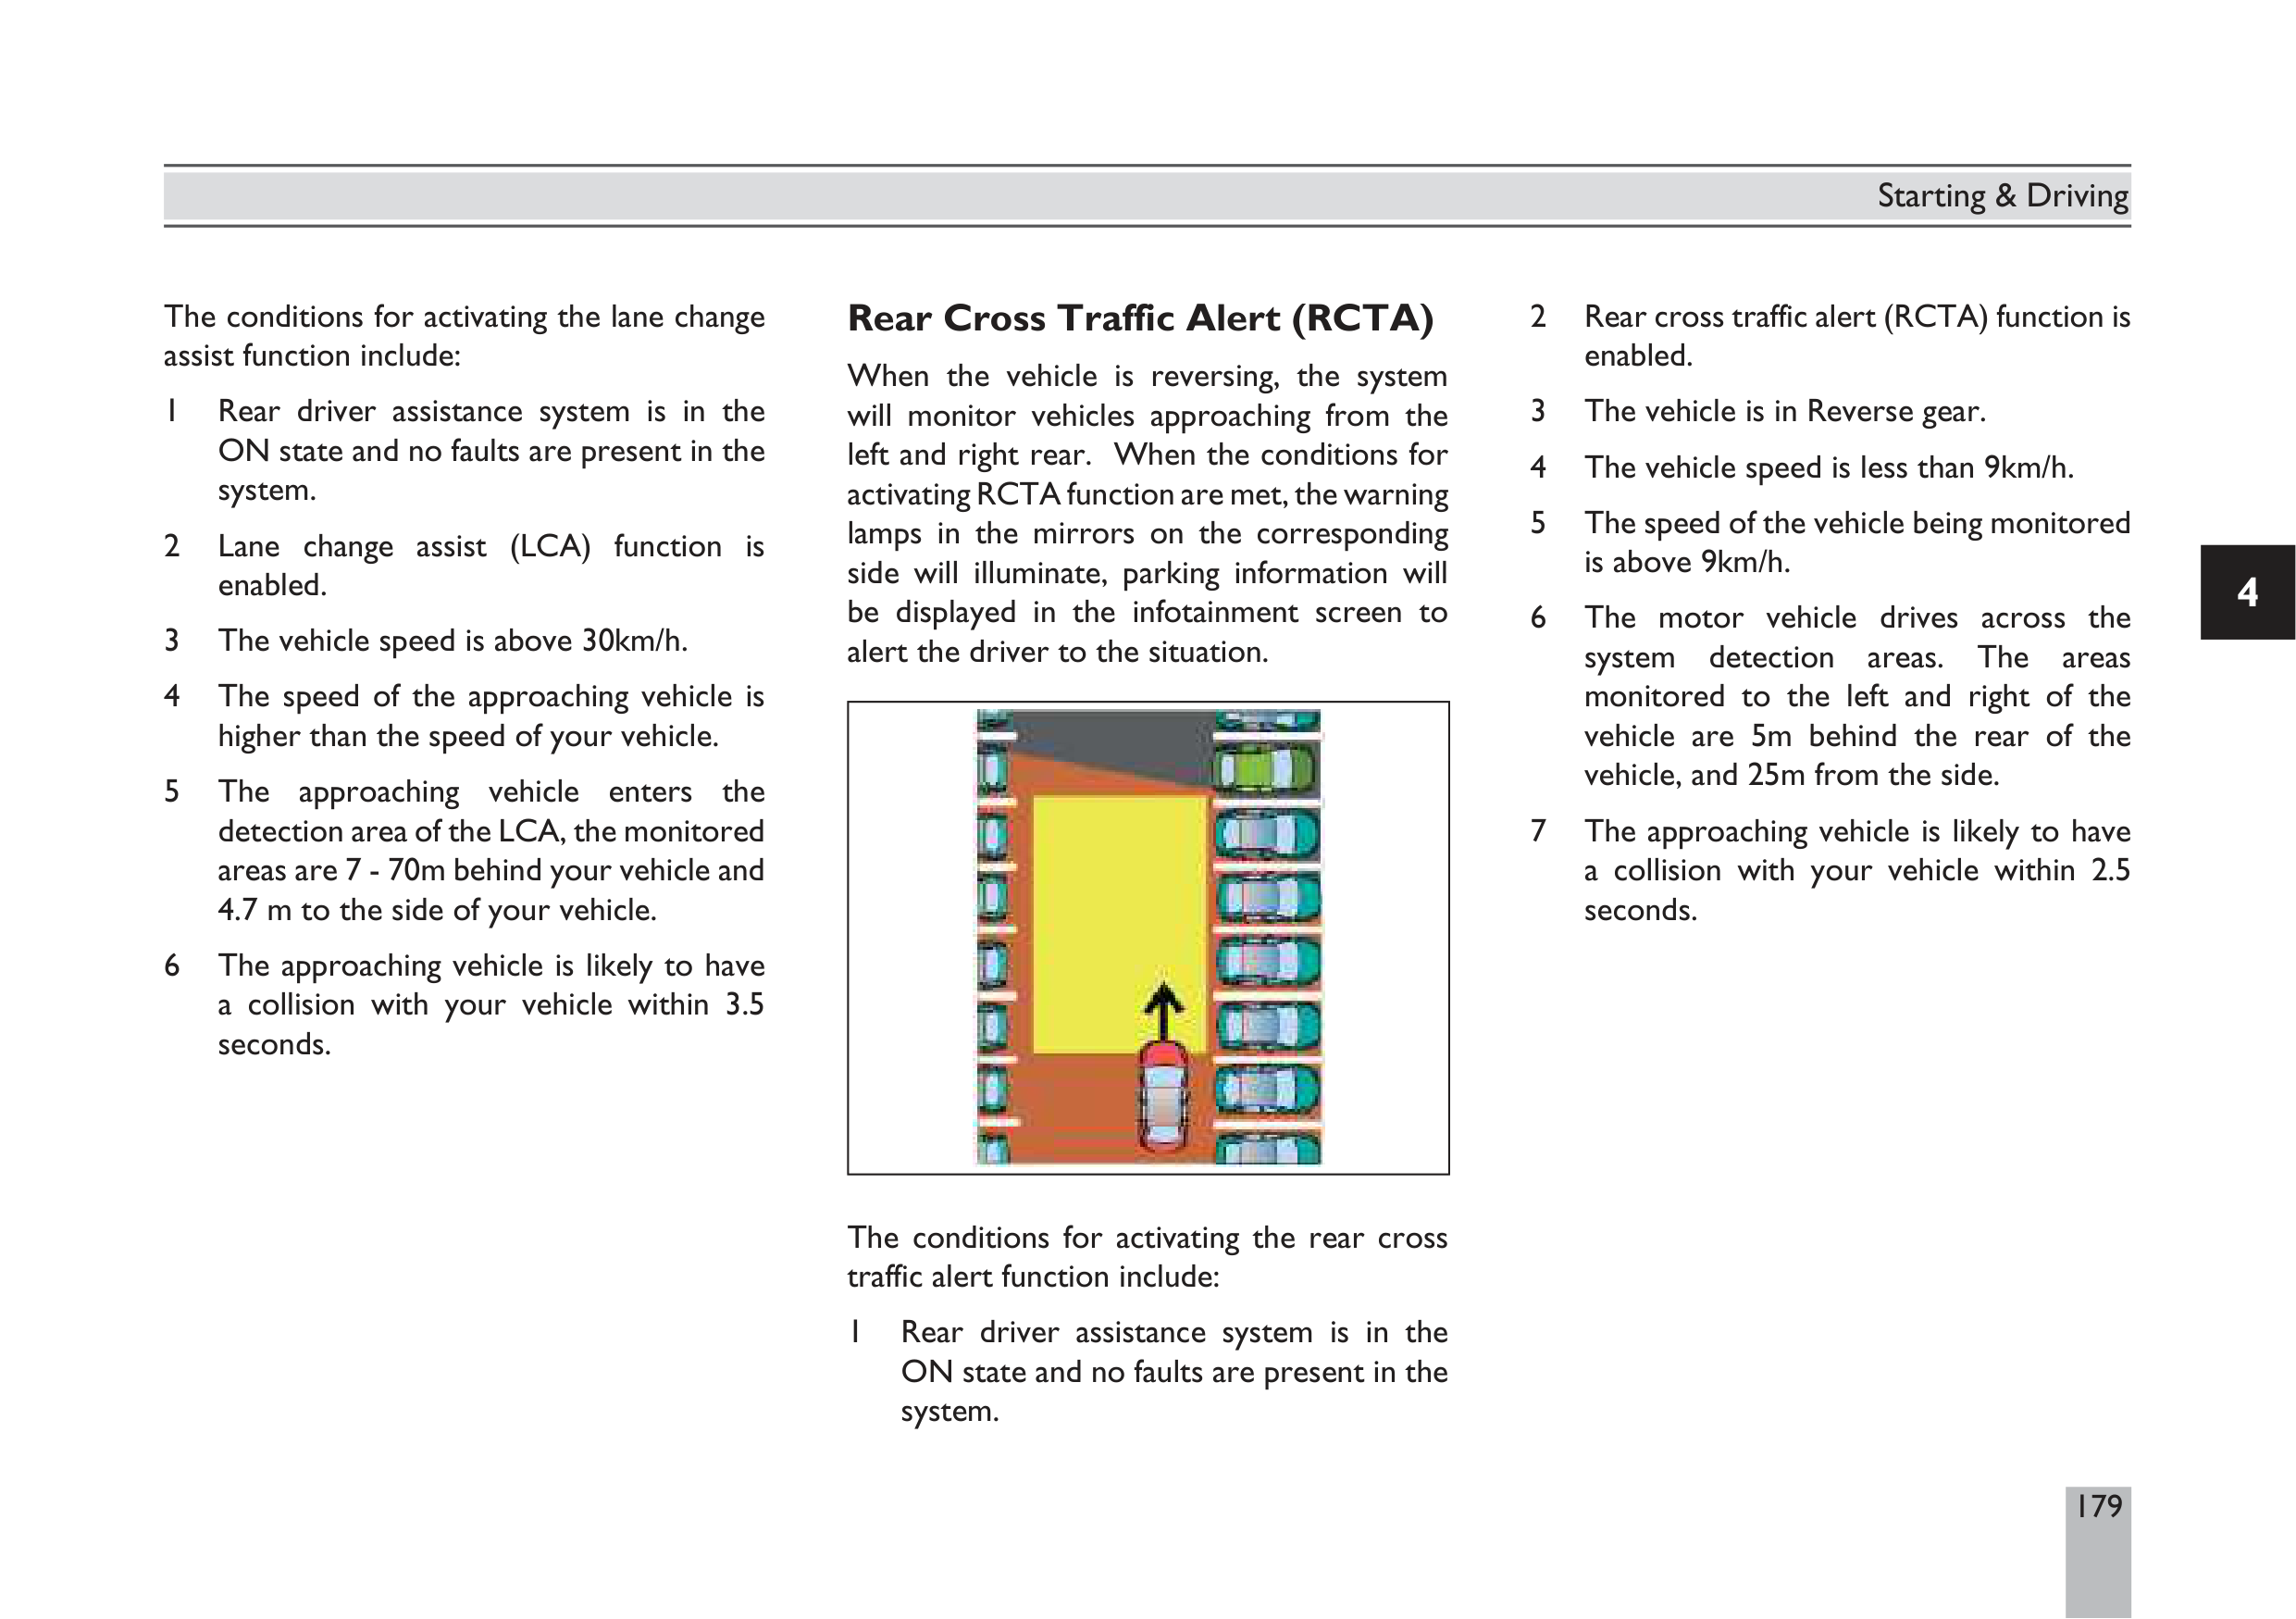 Starting & Driving
The conditions for activating the lane change
assist function include:
1 Rear driver assistance system is in the
ON state and no faults are present in the
system.
2 Lane change assist (LCA) function is
enabled.
3 The vehicle speed is above 30km/h.
4 The speed of the approaching vehicle is
higher than the speed of your vehicle.
5 The approaching vehicle enters the
detection area of the LCA, the monitored
areas are 7 - 70m behind your vehicle and
4.7 m to the side of your vehicle.
6 The approaching vehicle is likely to have
a collision with your vehicle within 3.5
seconds.
Rear Cross Traffic Alert (RCTA)
When the vehicle is reversing, the system
will monitor vehicles approaching from the
left and right rear. When the conditions for
activating RCTA function are met, the warning
lamps in the mirrors on the corresponding
side will illuminate, parking information will
be displayed in the infotainment screen to
alert the driver to the situation.
The conditions for activating the rear cross
traffic alert function include:
1 Rear driver assistance system is in the
ON state and no faults are present in the
system.
2 Rear cross traffic alert (RCTA) function is
enabled.
3 The vehicle is in Reverse gear.
4 The vehicle speed is less than 9km/h.
5 The speed of the vehicle being monitored
is above 9km/h.
6 The motor vehicle drives across the
system detection areas. The areas
monitored to the left and right of the
vehicle are 5m behind the rear of the
vehicle, and 25m from the side.
7 The approaching vehicle is likely to have
a collision with your vehicle within 2.5
seconds.
4
179